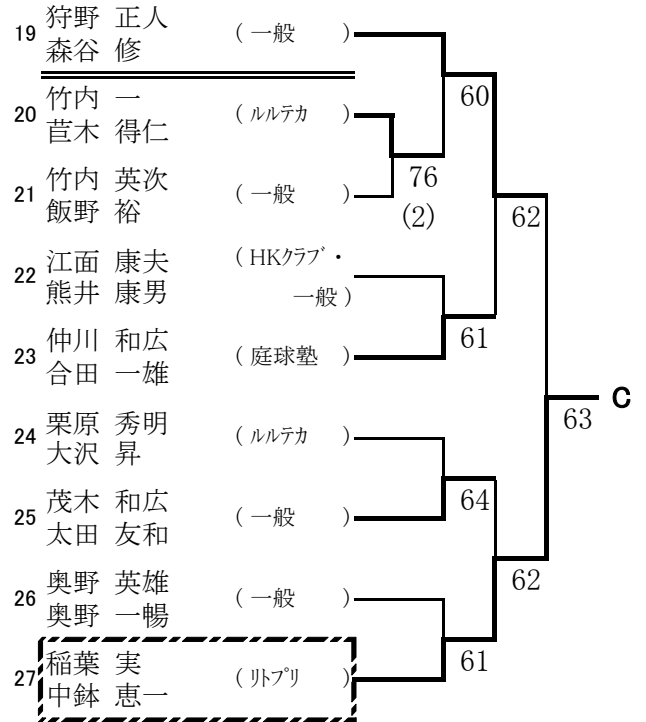 19 狩野 正人 ( 一般 )
森谷 修
60
20 竹内 一 ( ﾙﾙﾃｶ )
苣木 得仁
76
(2)
21 竹内 英次 ( 一般 )
飯野 裕
62
22 江面 康夫 ( HKｸﾗﾌﾞ・
熊井 康男 一般 )
61
23 仲川 和広 ( 庭球塾 )
合田 一雄
63 C
24 栗原 秀明 ( ﾙﾙﾃｶ )
大沢 昇
64
25 茂木 和広 ( 一般 )
太田 友和
62
26 奥野 英雄 ( 一般 )
奥野 一暢
61
27 稲葉 実 ( ﾘﾄﾌﾟﾘ )
中鉢 恵一